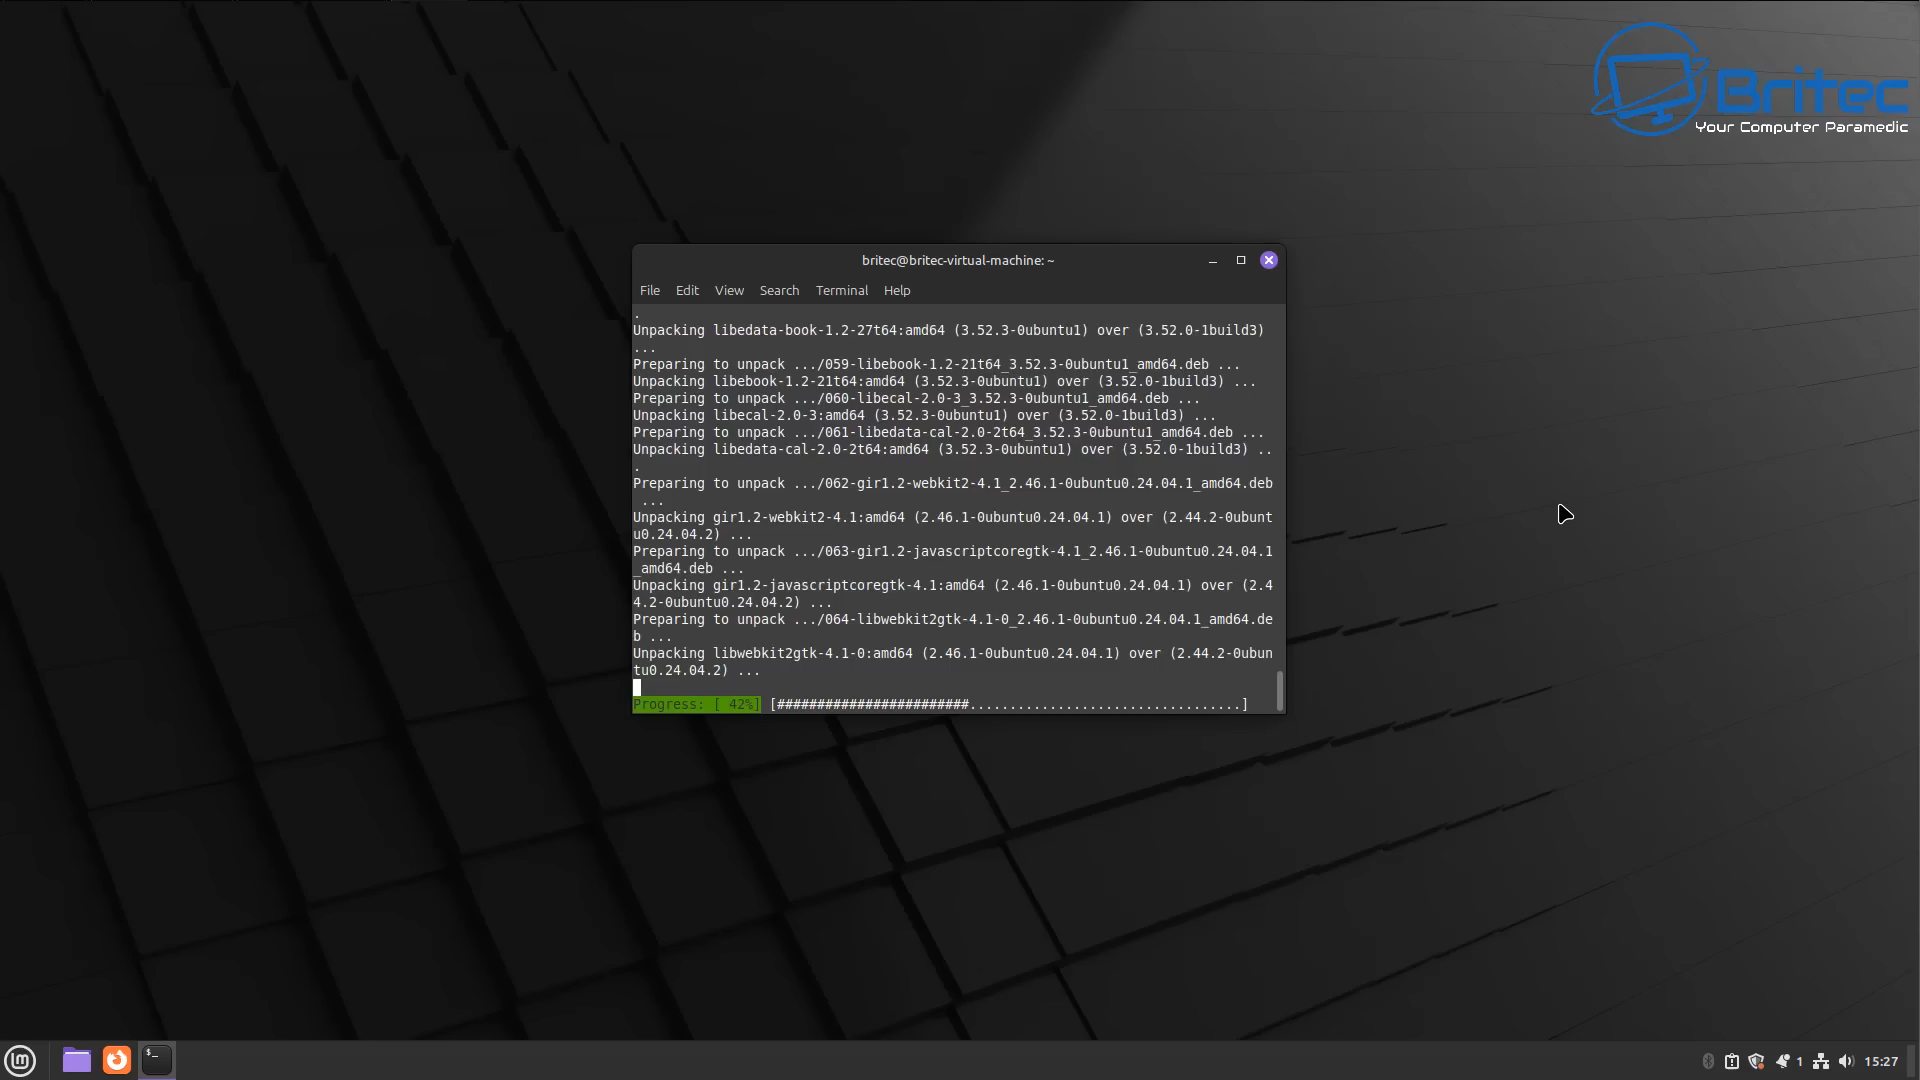 Britec
Your Computer Paramedic
britec@britec-virtual-machine: ~
File Edit View Search Terminal Help
.
Unpacking libedata-book-1.2-27t64:amd64 (3.52.3-0ubuntu1) over (3.52.0-1build3)
...
Preparing to unpack .../059-libebook-1.2-21t64_3.52.3-0ubuntu1_amd64.deb ...
Unpacking libebook-1.2-21t64:amd64 (3.52.3-0ubuntu1) over (3.52.0-1build3) ...
Preparing to unpack .../060-libecal-2.0-3_3.52.3-0ubuntu1_amd64.deb ...
Unpacking libecal-2.0-3:amd64 (3.52.3-0ubuntu1) over (3.52.0-1build3) ...
Preparing to unpack .../061-libedata-cal-2.0-2t64_3.52.3-0ubuntu1_amd64.deb ...
Unpacking libedata-cal-2.0-2t64:amd64 (3.52.3-0ubuntu1) over (3.52.0-1build3) ..
.
Preparing to unpack .../062-gir1.2-webkit2-4.1_2.46.1-0ubuntu0.24.04.1_amd64.deb
...
Unpacking gir1.2-webkit2-4.1:amd64 (2.46.1-0ubuntu0.24.04.1) over (2.44.2-0ubunt
u0.24.04.2) ...
Preparing to unpack .../063-gir1.2-javascriptcoregtk-4.1_2.46.1-0ubuntu0.24.04.1
_amd64.deb ...
Unpacking gir1.2-javascriptcoregtk-4.1:amd64 (2.46.1-0ubuntu0.24.04.1) over (2.4
4.2-0ubuntu0.24.04.2) ...
Preparing to unpack .../064-libwebkit2gtk-4.1-0_2.46.1-0ubuntu0.24.04.1_amd64.de
b ...
Unpacking libwebkit2gtk-4.1-0:amd64 (2.46.1-0ubuntu0.24.04.1) over (2.44.2-0ubun
tu0.24.04.2) ...
Progress: [ 42%] [########################..................................]
lm $_ 1 15:27